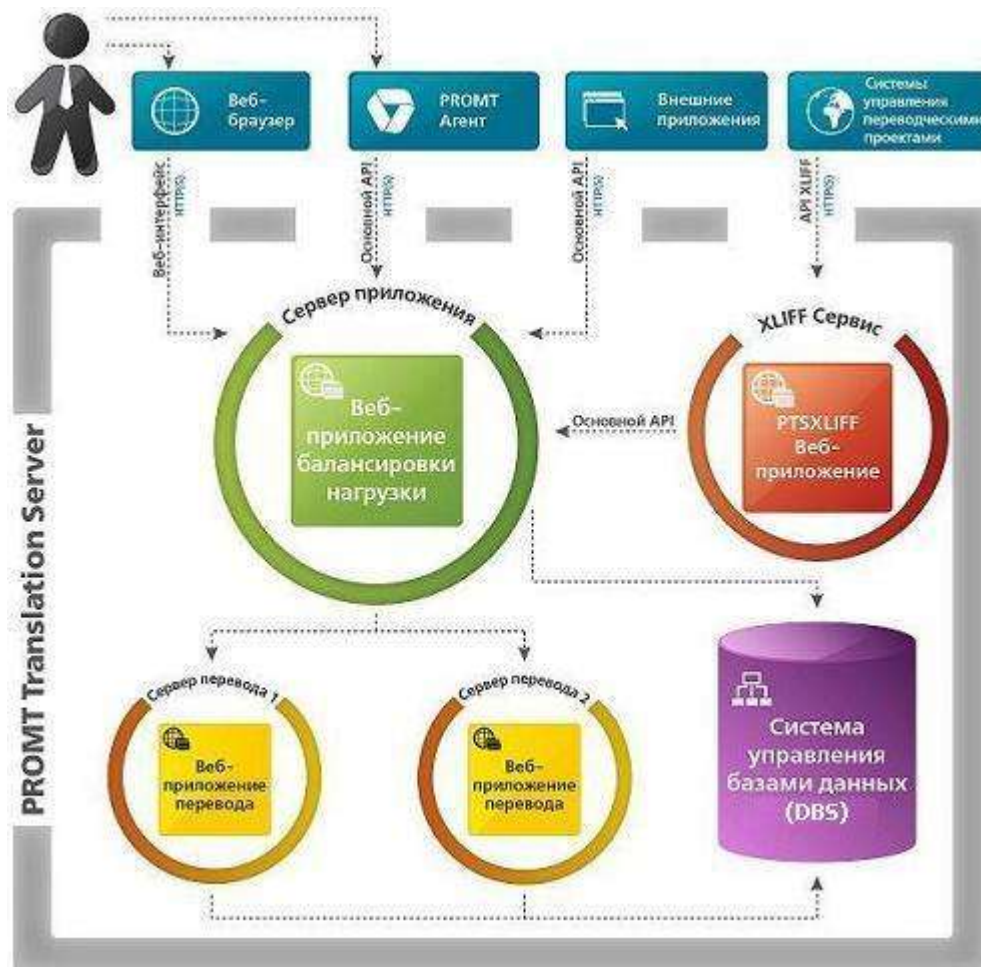 Веб-
браузер
PROMT
Агент
Внешние
приложения
Системы
управления
переводческими
проектами
Веб-интерфейс
HTTP(S)
Основной API
HTTP(S)
Основной API
HTTP(S)
API XLIFF
HTTP(S)
Сервер приложения
XLIFF Сервис
Веб-
приложение
балансировки
нагрузки
Основной API
PTSXLIFF
Веб-
приложение
PROMT Translation Server
Сервер перевода 1
Сервер перевода 2
Веб-
приложение
перевода
Веб-
приложение
перевода
Система
управления
базами данных
(DBS)